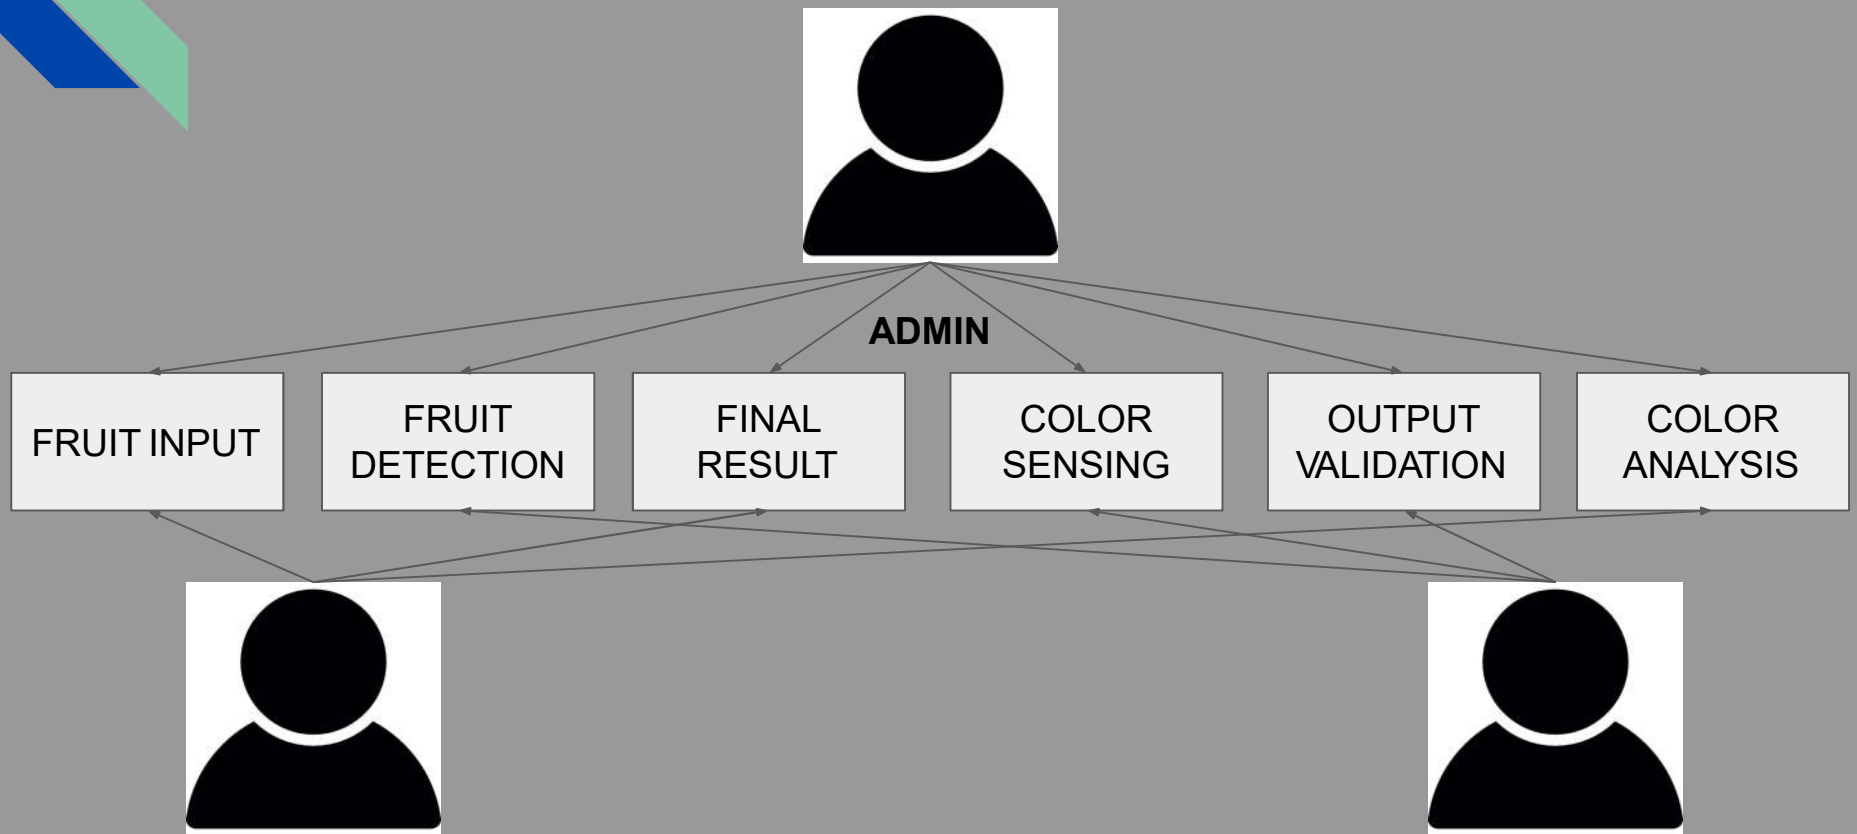 ADMIN
FRUIT INPUT
FRUIT
DETECTION
FINAL
RESULT
COLOR
SENSING
OUTPUT
VALIDATION
COLOR
ANALYSIS